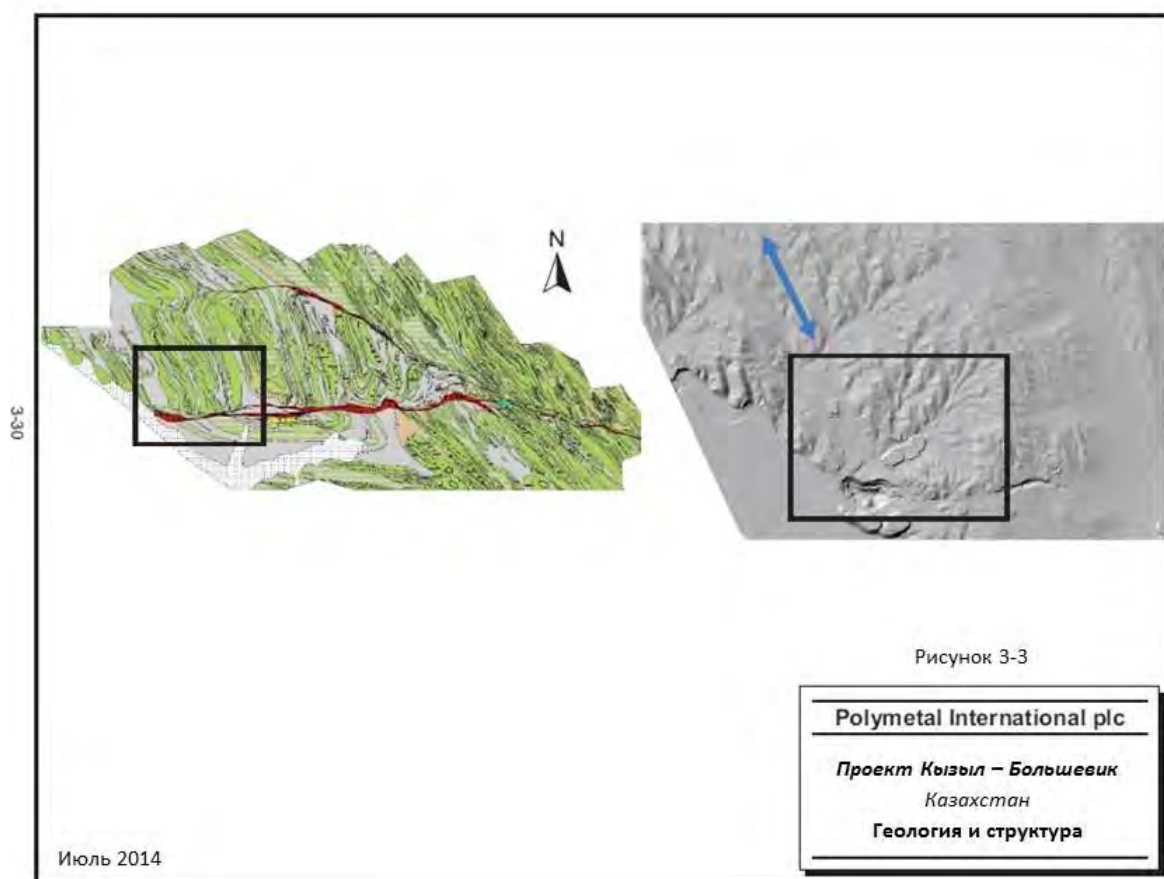 N
3-30
Рисунок 3-3
Polymetal International plc
Проект Кызыл – Большевик
Казахстан
Геология и структура
Июль 2014